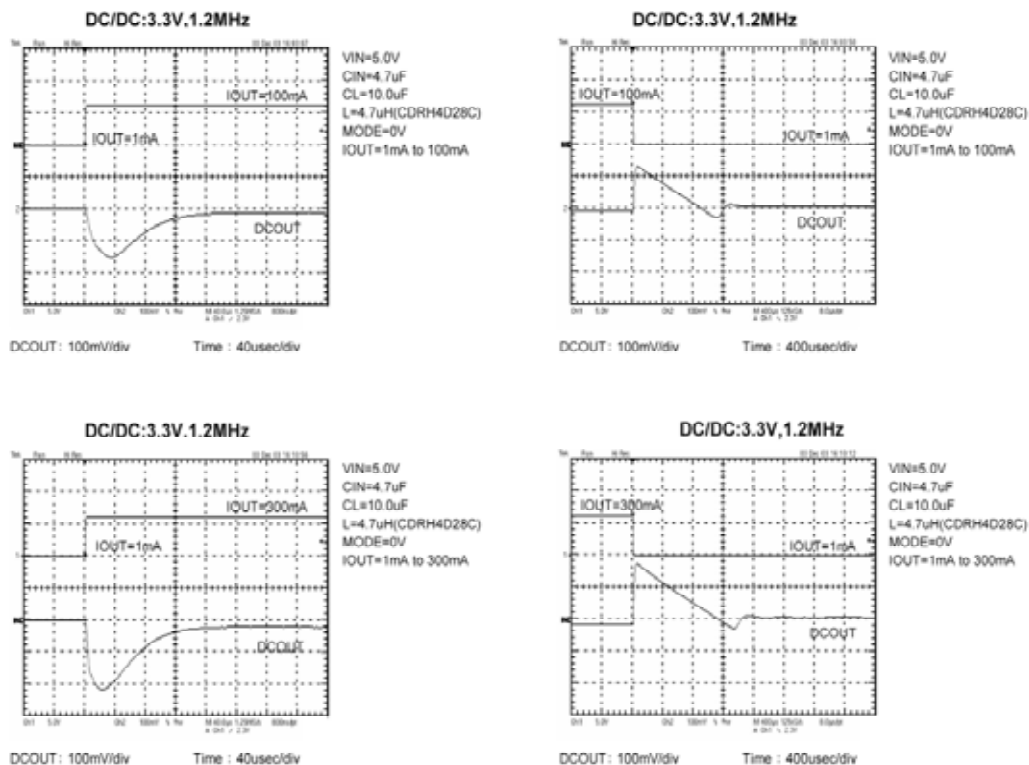 DC/DC:3.3V,1.2MHz
IOUT=100mA
IOUT=1mA
DCOUT
VIN=5.0V
CIN=4.7uF
CL=10.0uF
L=4.7uH(CDRH4D28C)
MODE=0V
IOUT=1mA to 100mA
DCOUT: 100mV/div Time : 40usec/div
DC/DC:3.3V,1.2MHz
IOUT=100mA
IOUT=1mA
DCOUT
VIN=5.0V
CIN=4.7uF
CL=10.0uF
L=4.7uH(CDRH4D28C)
MODE=0V
IOUT=1mA to 100mA
DCOUT: 100mV/div Time : 400usec/div
DC/DC:3.3V,1.2MHz
IOUT=300mA
IOUT=1mA
DCOUT
VIN=5.0V
CIN=4.7uF
CL=10.0uF
L=4.7uH(CDRH4D28C)
MODE=0V
IOUT=1mA to 300mA
DCOUT: 100mV/div Time : 40usec/div
DC/DC:3.3V,1.2MHz
IOUT=300mA
IOUT=1mA
DCOUT
VIN=5.0V
CIN=4.7uF
CL=10.0uF
L=4.7uH(CDRH4D28C)
MODE=0V
IOUT=1mA to 300mA
DCOUT: 100mV/div Time : 400usec/div